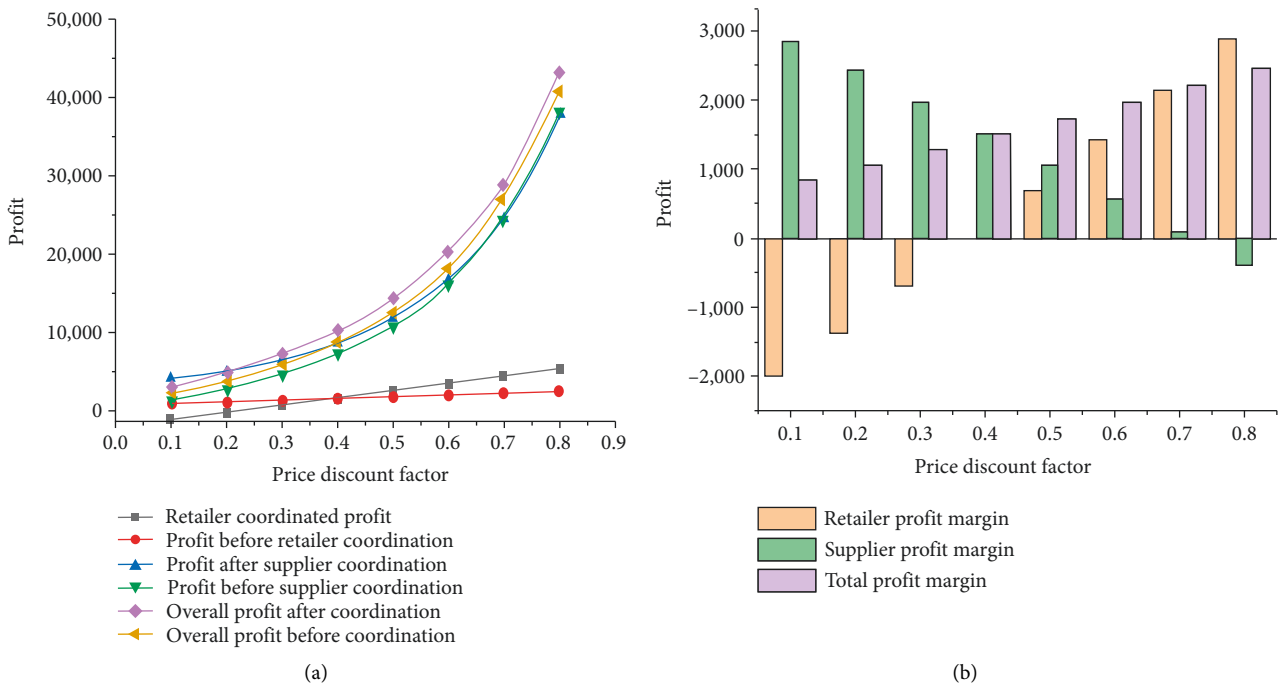 50,000
40,000
30,000
20,000
10,000
0
Profit
0.0 0.1 0.2 0.3 0.4 0.5 0.6 0.7 0.8 0.9
Price discount factor
Retailer coordinated profit
Profit before retailer coordination
Profit after supplier coordination
Profit before supplier coordination
Overall profit after coordination
Overall profit before coordination
(a)
3,000
2,000
1,000
0
−1,000
−2,000
Profit
0.1 0.2 0.3 0.4 0.5 0.6 0.7 0.8
Price discount factor
Retailer profit margin
Supplier profit margin
Total profit margin
(b)